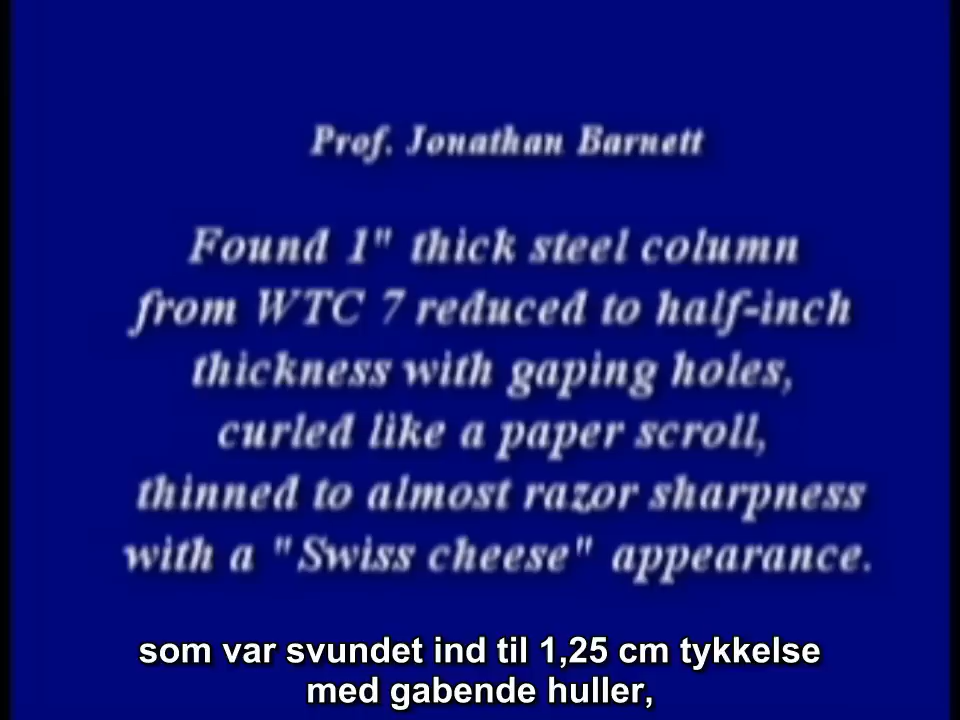 Prof. Jonathan Barnett
Found 1" thick steel column
from WTC 7 reduced to half-inch
thickness with gaping holes,
curled like a paper scroll,
thinned to almost razor sharpness
with a "Swiss cheese" appearance.
som var svundet ind til 1,25 cm tykkelse
med gabende huller,